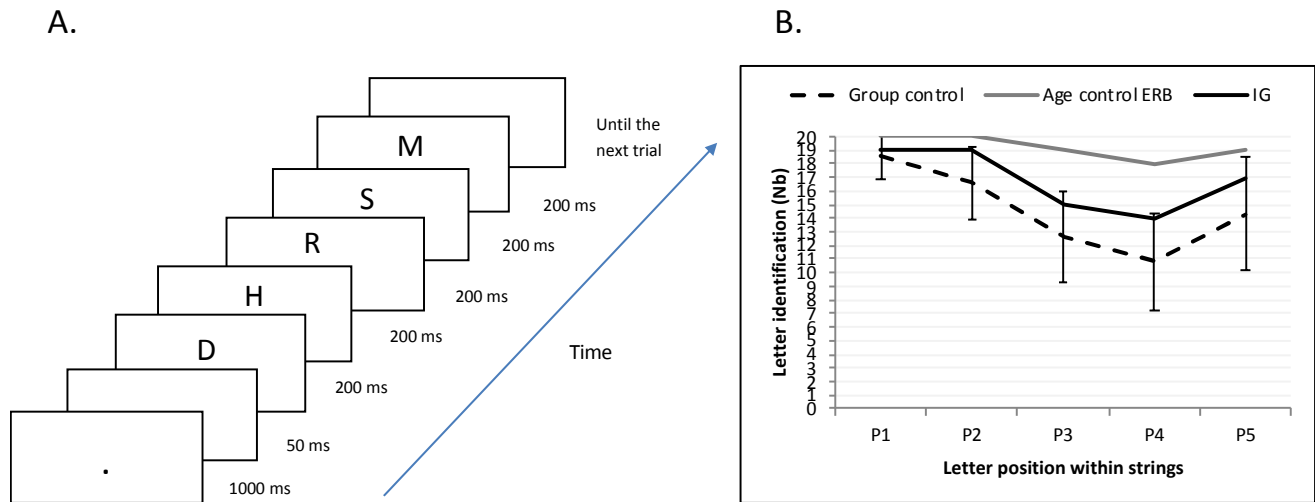 A.
Until the
next trial
M
200 ms
S
200 ms
R
200 ms
H
200 ms
D
200 ms
50 ms
.
1000 ms
Time
B.
Group control Age control ERB IG
Letter identification (Nb)
20
19
18
17
16
15
14
13
12
11
10
9
8
7
6
5
4
3
2
1
0
P1 P2 P3 P4 P5
Letter position within strings